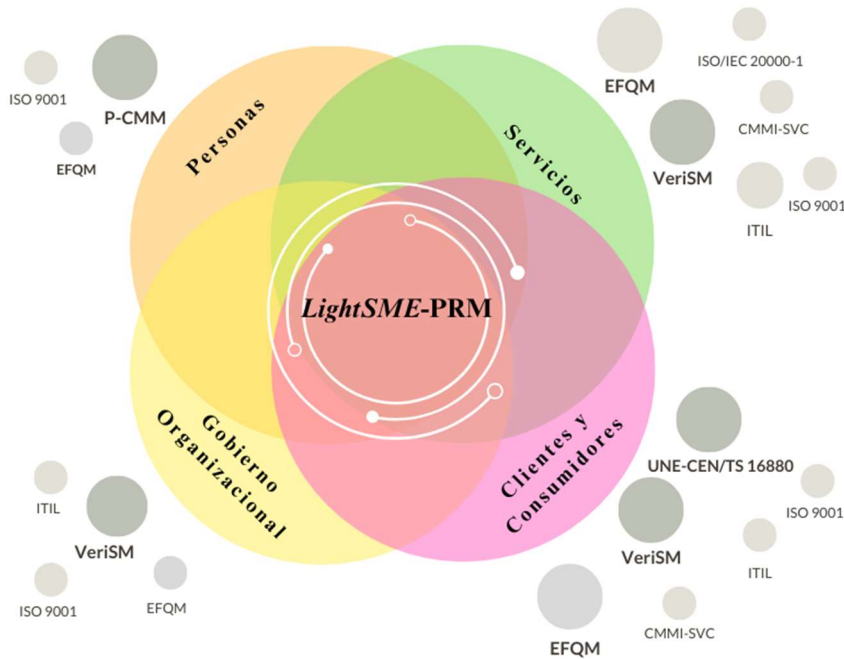 ISO 9001
P-CMM
EFQM
Personas
Servicios
EFQM
ISO/IEC 20000-1
CMMI-SVC
VeriSM
ITIL
ISO 9001
LightSME-PRM
Gobierno
Organizacional
Clientes y
Consumidores
ITIL
VeriSM
ISO 9001
EFQM
UNE-CEN/TS 16880
ISO 9001
VeriSM
ITIL
EFQM
CMMI-SVC